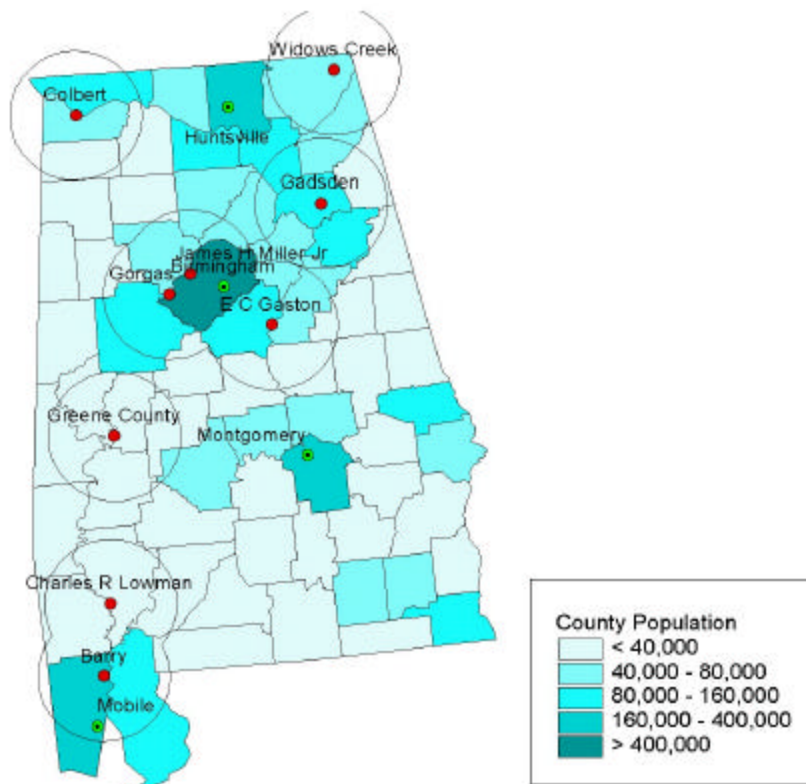 Widows Creek
Colbert
Huntsville
Gadsden
James H Miller Jr
Birmingham
Gorgas
E C Gaston
Greene County
Montgomery
Charles R Lowman
Barry
Mobile
County Population
< 40,000
40,000 - 80,000
80,000 - 160,000
160,000 - 400,000
> 400,000